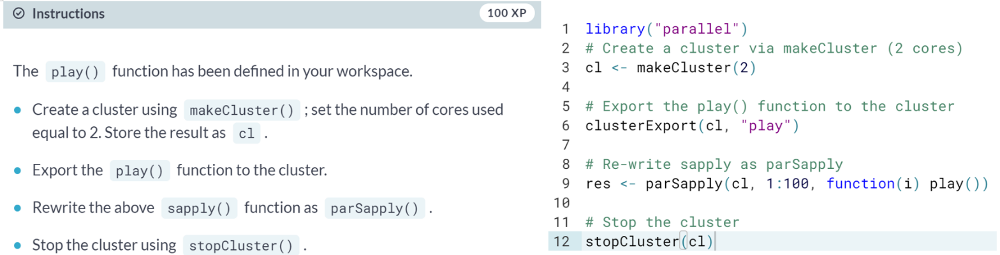 Instructions
100 XP
The play() function has been defined in your workspace.
Create a cluster using makeCluster() ; set the number of cores used
equal to 2. Store the result as cl .
Export the play() function to the cluster.
Rewrite the above sapply() function as parSapply() .
Stop the cluster using stopCluster() .
1 library("parallel")
2 # Create a cluster via makeCluster (2 cores)
3 cl <- makeCluster(2)
4
5 # Export the play() function to the cluster
6 clusterExport(cl, "play")
7
8 # Re-write sapply as parSapply
9 res <- parSapply(cl, 1:100, function(i) play())
10
11 # Stop the cluster
12 stopCluster(cl)